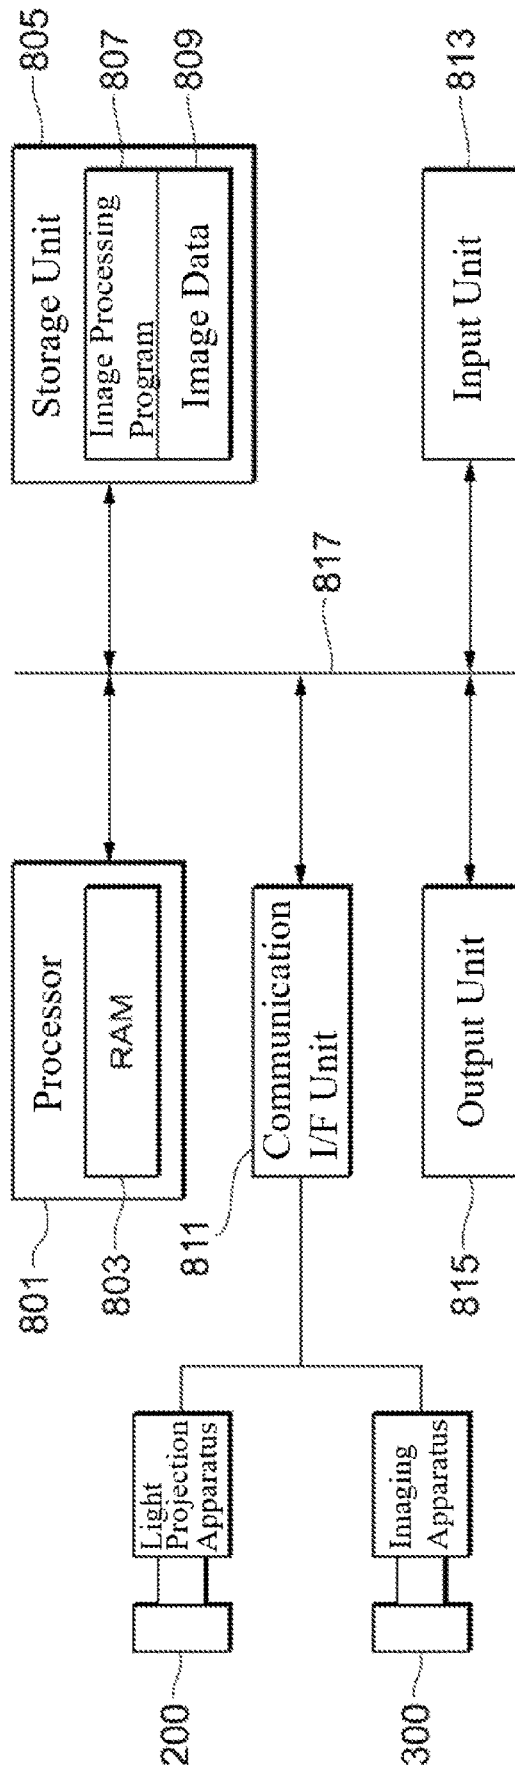 801
Processor
803
RAM
805
Storage Unit
807
Image Processing
Program
809
Image Data
200
Light
Projection
Apparatus
811
Communication
I/F Unit
817
300
Imaging
Apparatus
815
Output Unit
813
Input Unit